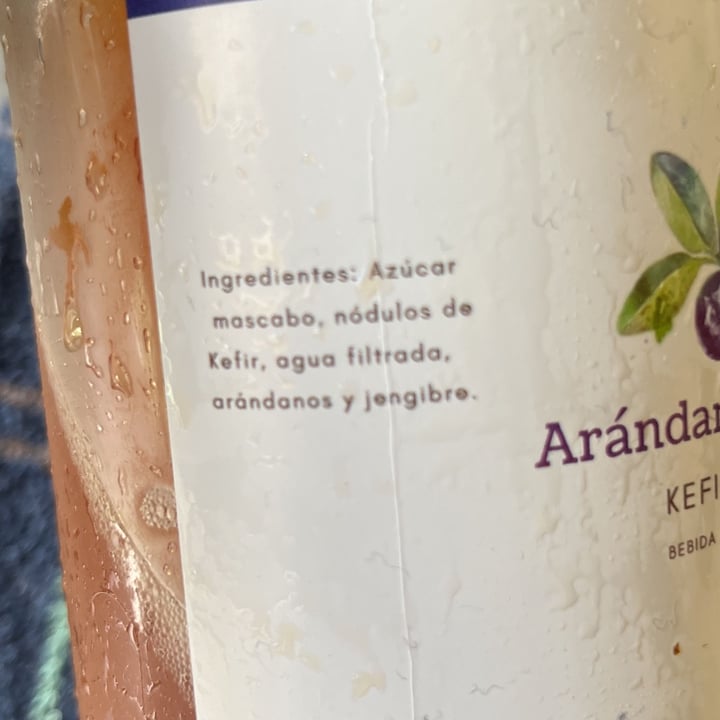 Ingredientes: Azúcar
mascabo, nódulos de
Kefir, agua filtrada,
arándanos y jengibre.
Arándan
KEFI
BEBIDA